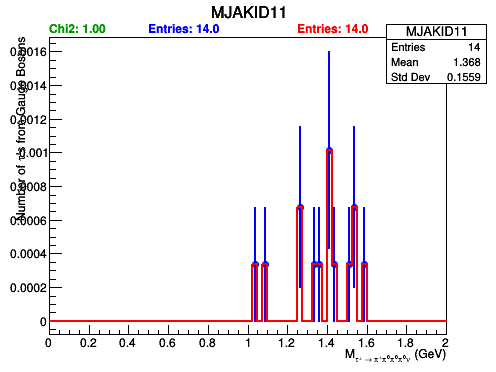 MJAKID11
Chi2: 1.00 Entries: 14.0 Entries: 14.0
MJAKID11
Entries 14
Mean 1.368
Std Dev 0.1559
Number of τ's from Gauge Bosons
0.0016
0.0014
0.0012
0.001
0.0008
0.0006
0.0004
0.0002
0
0 0.2 0.4 0.6 0.8 1 1.2 1.4 1.6 1.8 2
M τ⁺ → π⁺π⁰π⁰π⁰ν (GeV)